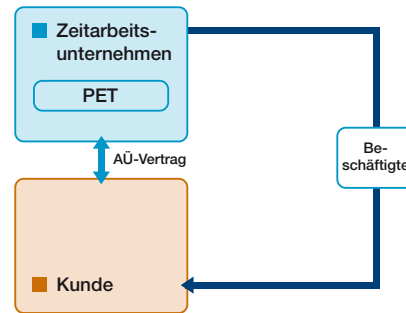 Zeitarbeits-
unternehmen
PET
AÜ-Vertrag
Be-
schäftigte
Kunde